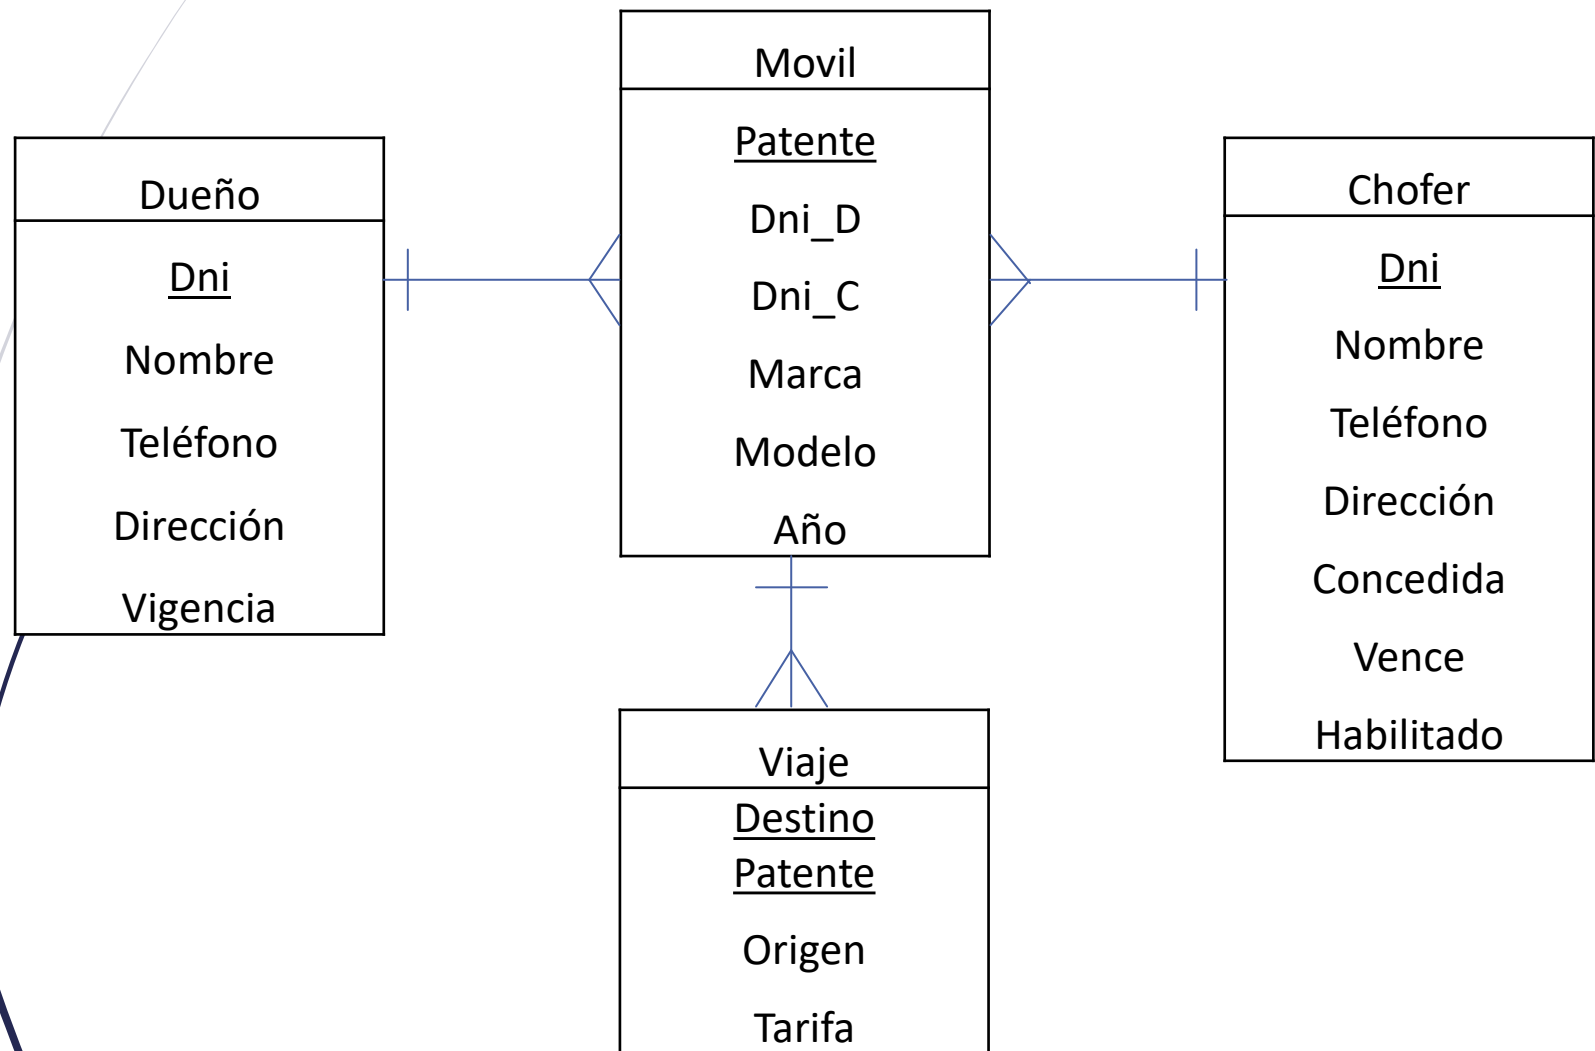 Dueño
Dni
Nombre
Teléfono
Dirección
Vigencia
Movil
Patente
Dni_D
Dni_C
Marca
Modelo
Año
Chofer
Dni
Nombre
Teléfono
Dirección
Concedida
Vence
Habilitado
Viaje
Destino
Patente
Origen
Tarifa